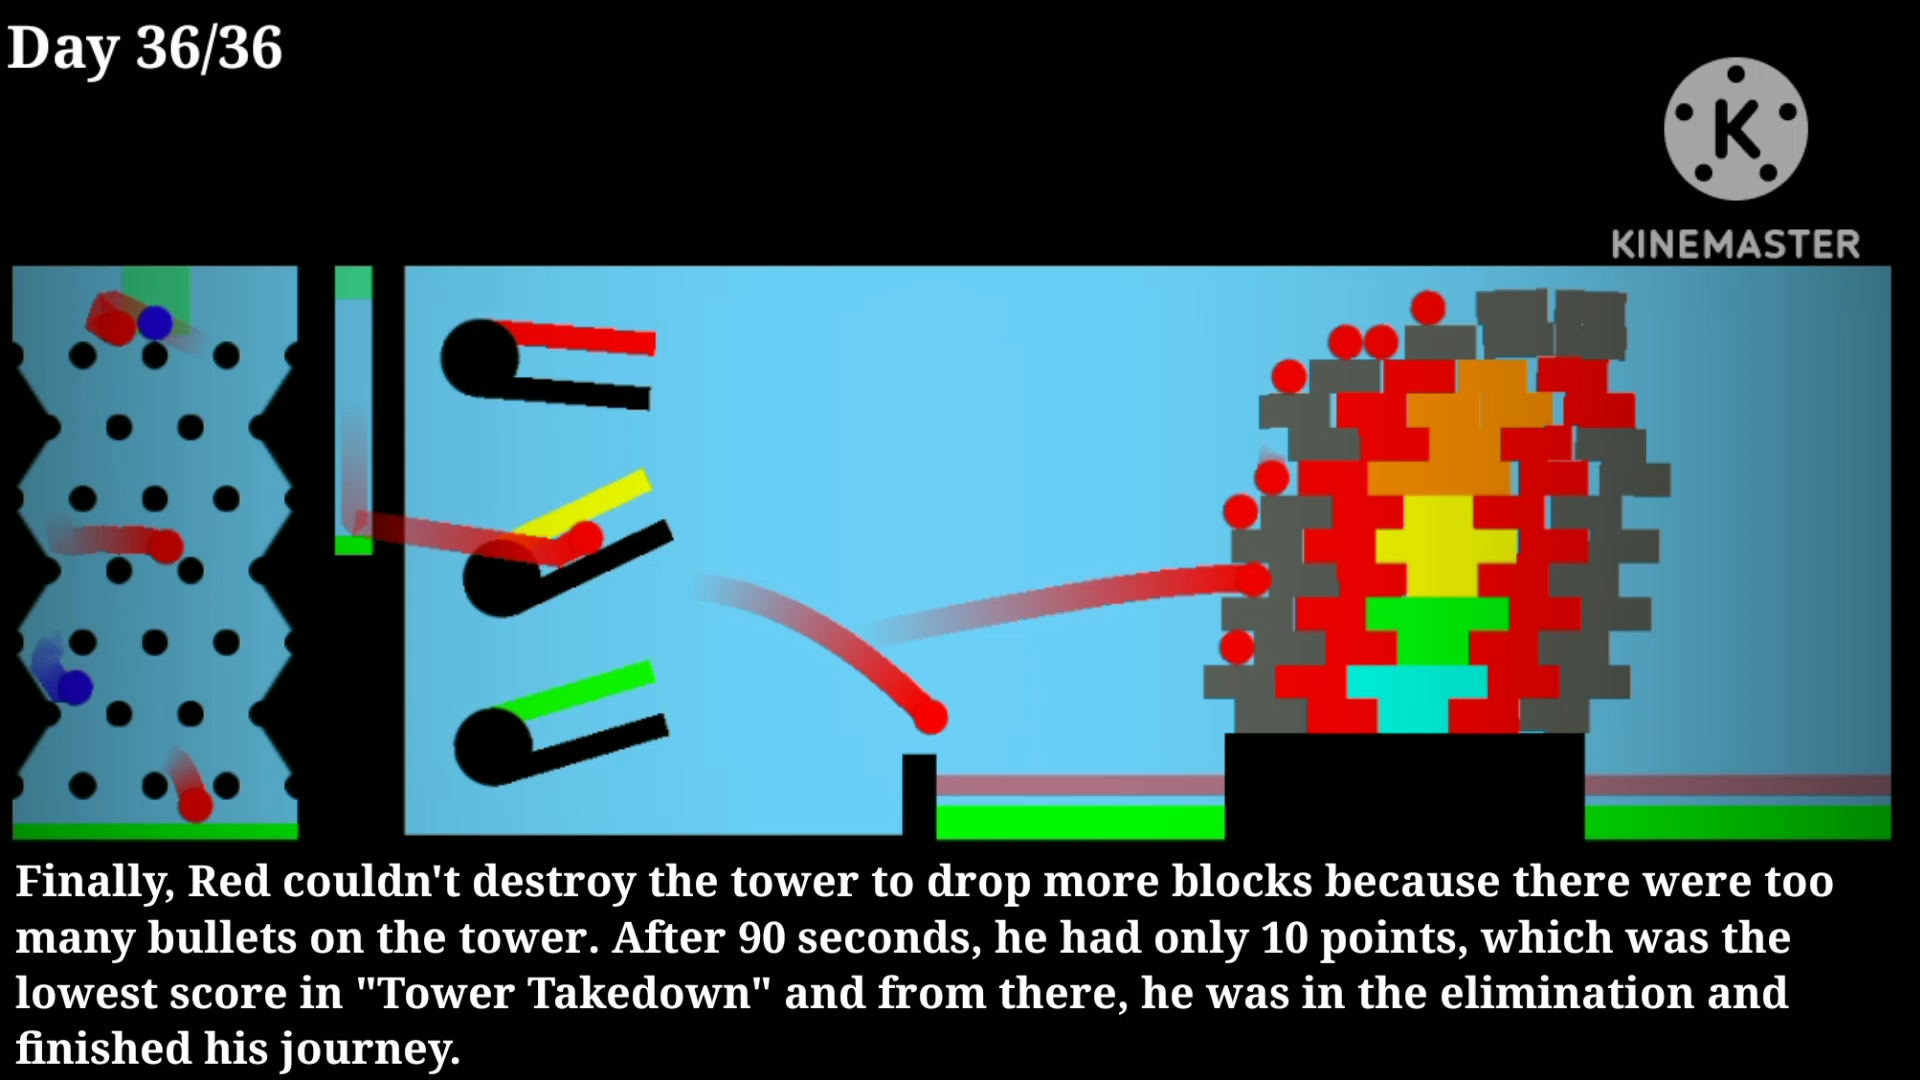 Day 36/36
K
KINEMASTER
Finally, Red couldn't destroy the tower to drop more blocks because there were too
many bullets on the tower. After 90 seconds, he had only 10 points, which was the
lowest score in "Tower Takedown" and from there, he was in the elimination and
finished his journey.